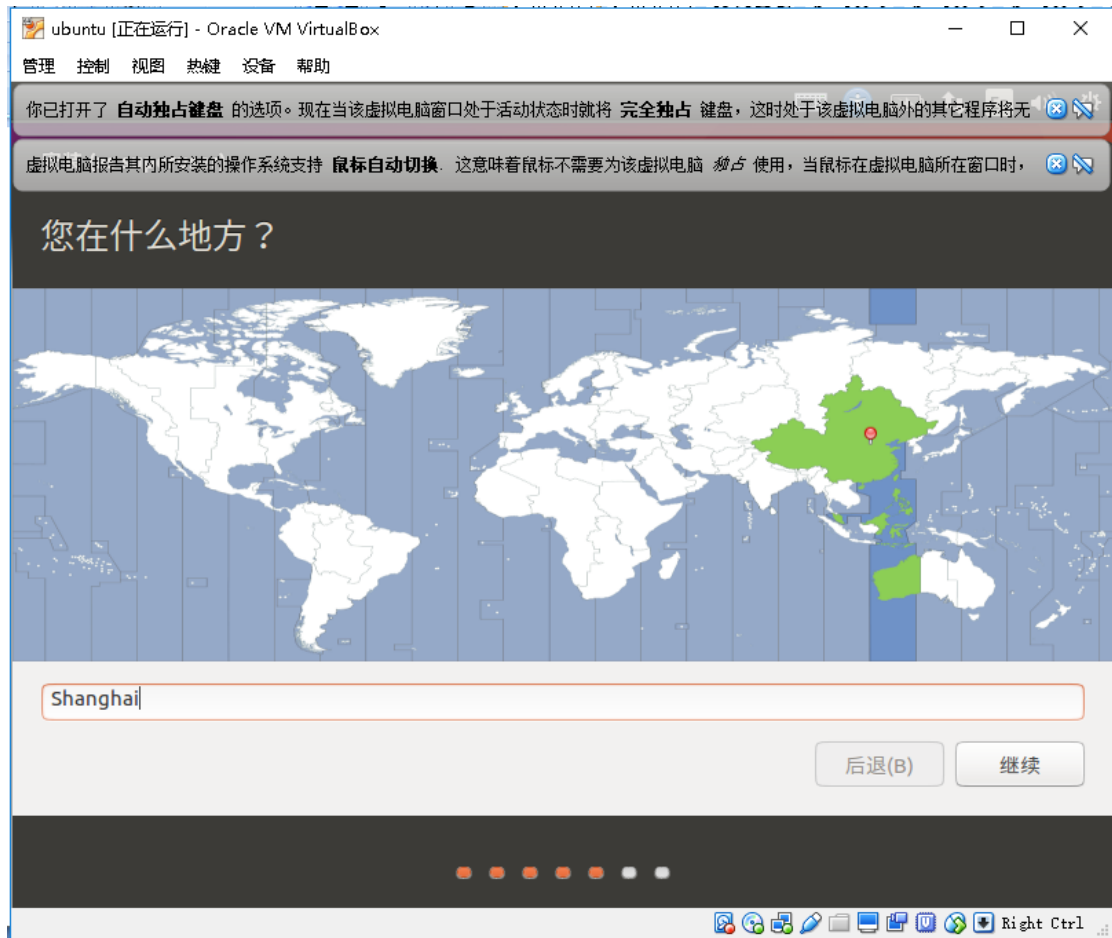 ubuntu [正在运行] - Oracle VM VirtualBox
管理 控制 视图 热键 设备 帮助
你已打开了 自动独占键盘 的选项。现在当该虚拟电脑窗口处于活动状态时就将 完全独占 键盘，这时处于该虚拟电脑外的其它程序将无
虚拟电脑报告其内所安装的操作系统支持 鼠标自动切换. 这意味着鼠标不需要为该虚拟电脑 独占 使用，当鼠标在虚拟电脑所在窗口时，
您在什么地方？
Shanghai
后退(B) 继续
Right Ctrl